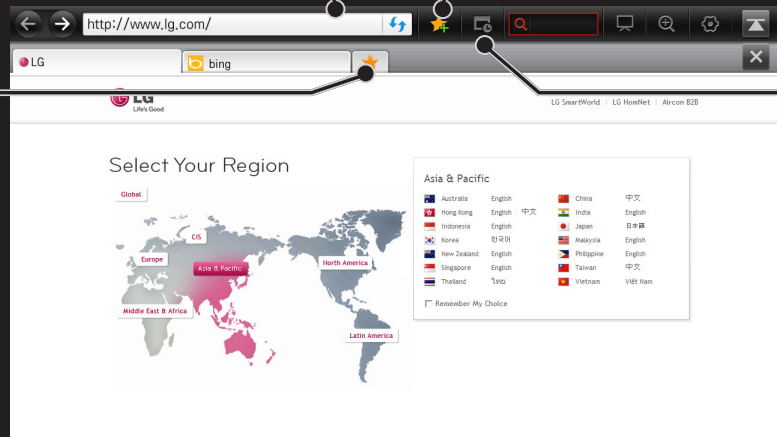 http://www.lg.com/
LG
bing
LG
Life's Good
LG SmartWorld | LG HomNet | Aircon B2B
Select Your Region
Global
CIS
Europe
Asia & Pacific
North America
Middle East & Africa
Latin America
Asia & Pacific
Australia English
China 中文
Hong Kong English | 中文
India English
Indonesia English
Japan 日本語
Korea 한국어
Malaysia English
New Zealand English
Philippine English
Singapore English
Taiwan 中文
Thailand ไทย
Vietnam Việt Nam
Remember My Choice